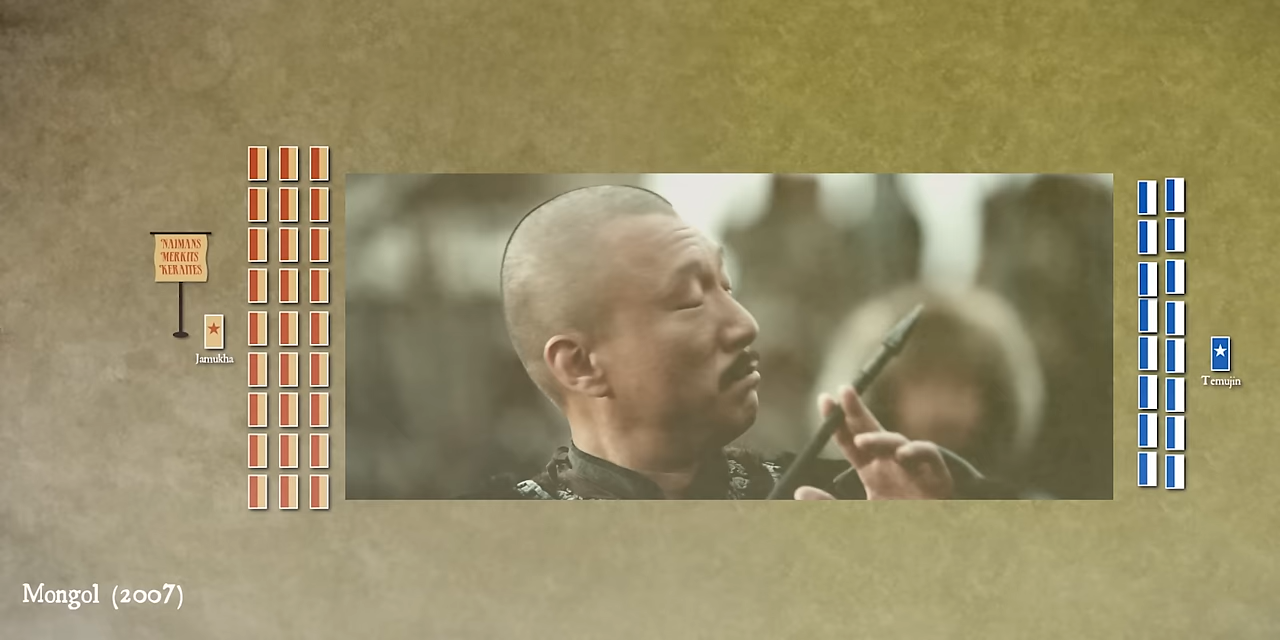 NAIMANS
MERKITS
KERAITES
Jamukha
Temujin
Mongol (2007)